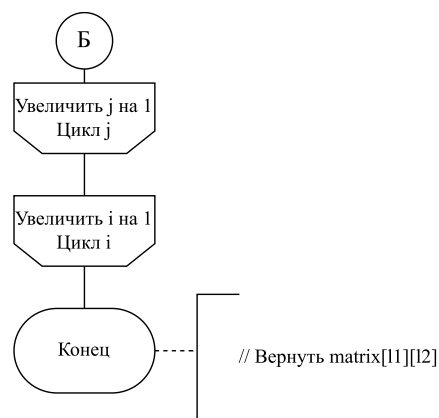 Б
Увеличить j на 1
Цикл j
Увеличить i на 1
Цикл i
Конец
// Вернуть matrix[l1][l2]